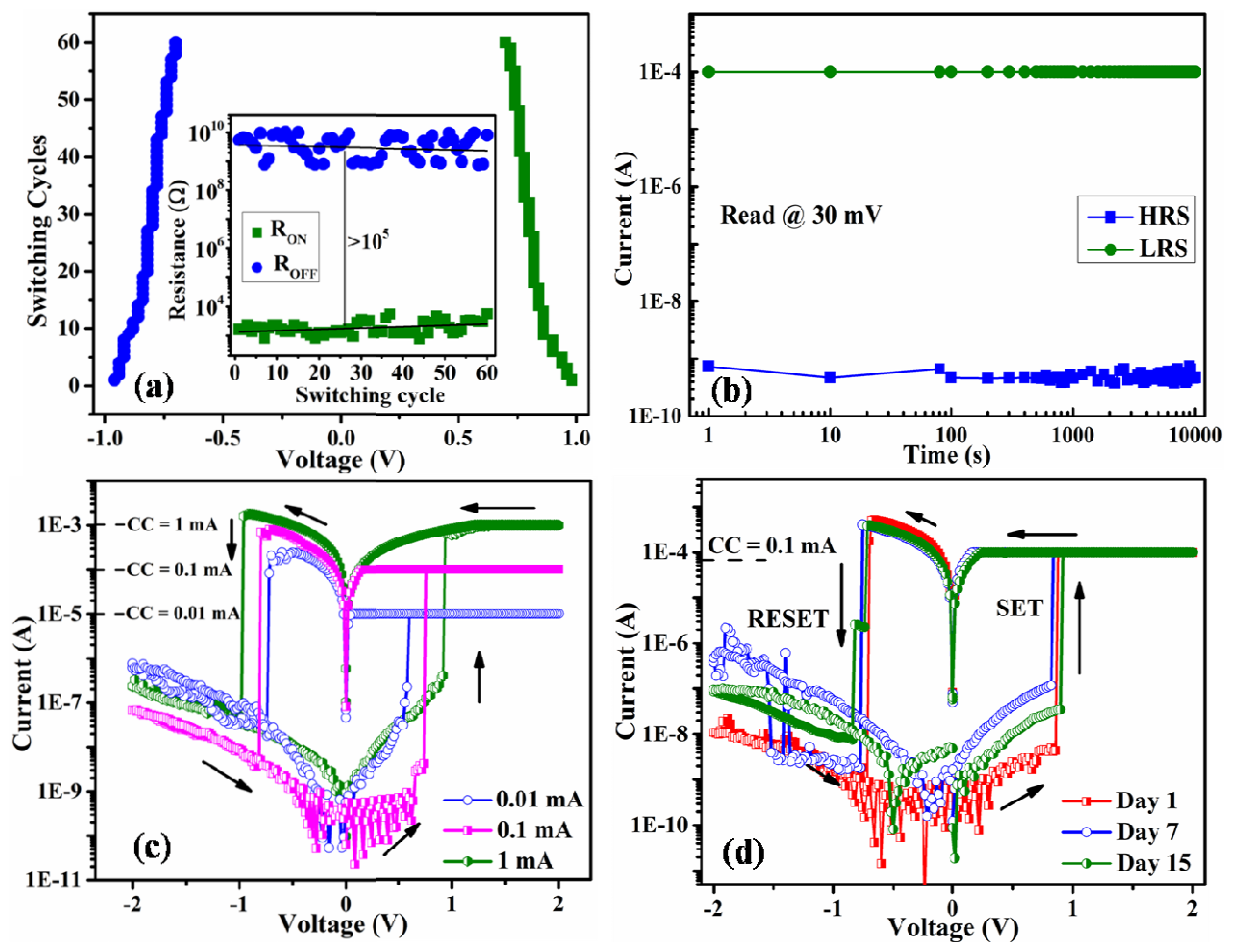 60
50
40
30
20
10
0
Switching Cycles
-1.0 -0.5 0.0 0.5 1.0
Voltage (V)
(a)
10^10
10^8
10^6
10^4
Resistance (Ω)
R_ON
R_OFF
>10^5
0 10 20 30 40 50 60
Switching cycle
1E-4
1E-6
1E-8
1E-10
Current (A)
Read @ 30 mV
HRS
LRS
(b)
1 10 100 1000 10000
Time (s)
1E-3
1E-5
1E-7
1E-9
1E-11
Current (A)
CC = 1 mA
CC = 0.1 mA
CC = 0.01 mA
0.01 mA
0.1 mA
1 mA
(c)
-2 -1 0 1 2
Voltage (V)
1E-4
1E-6
1E-8
1E-10
Current (A)
CC = 0.1 mA
RESET
SET
Day 1
Day 7
Day 15
(d)
-2 -1 0 1 2
Voltage (V)